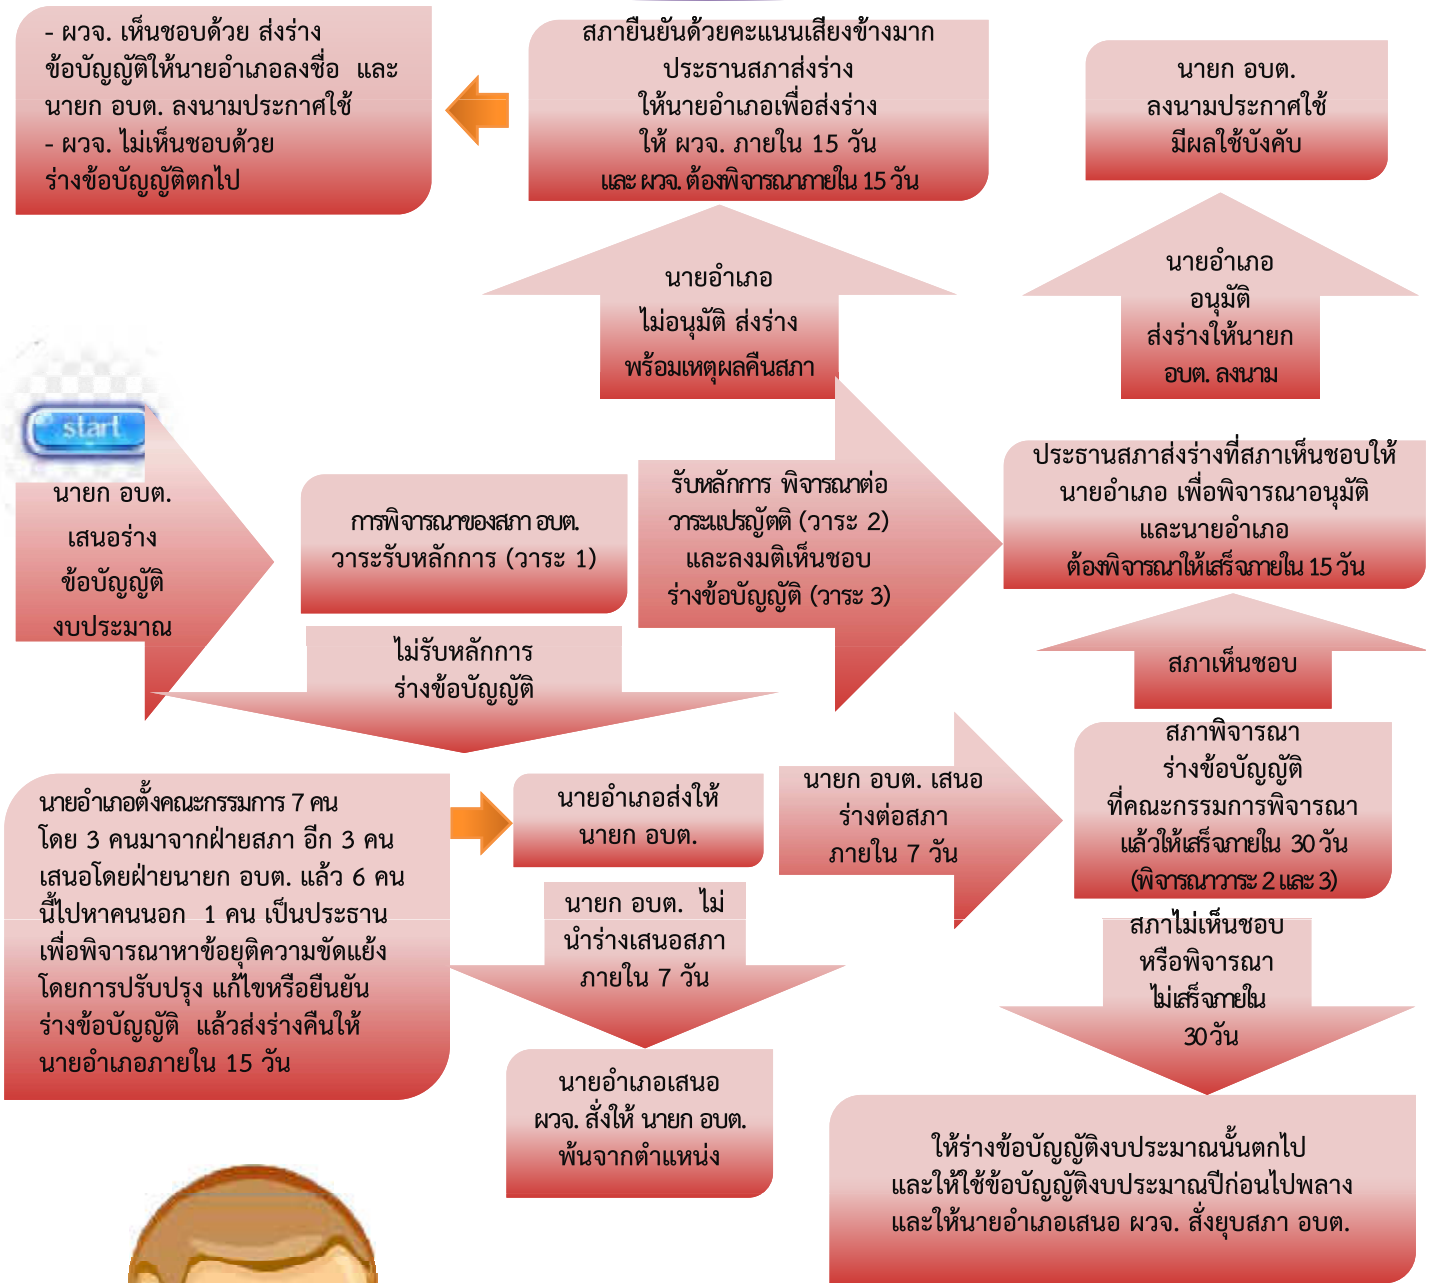 - ผวจ. เห็นชอบด้วย ส่งร่าง
ข้อบัญญัติให้นายอำเภอลงชื่อ และ
นายก อบต. ลงนามประกาศใช้
- ผวจ. ไม่เห็นชอบด้วย
ร่างข้อบัญญัติตกไป
สภายืนยันด้วยคะแนนเสียงข้างมาก
ประธานสภาส่งร่าง
ให้นายอำเภอเพื่อส่งร่าง
ให้ ผวจ. ภายใน 15 วัน
และ ผวจ. ต้องพิจารณาภายใน 15 วัน
นายก อบต.
ลงนามประกาศใช้
มีผลใช้บังคับ
นายอำเภอ
ไม่อนุมัติ ส่งร่าง
พร้อมเหตุผลคืนสภา
นายอำเภอ
อนุมัติ
ส่งร่างให้นายก
อบต. ลงนาม
start
นายก อบต.
เสนอร่าง
ข้อบัญญัติ
งบประมาณ
การพิจารณาของสภา อบต.
วาระรับหลักการ (วาระ 1)
รับหลักการ พิจารณาต่อ
วาระแปรญัตติ (วาระ 2)
และลงมติเห็นชอบ
ร่างข้อบัญญัติ (วาระ 3)
ประธานสภาส่งร่างที่สภาเห็นชอบให้
นายอำเภอ เพื่อพิจารณาอนุมัติ
และนายอำเภอ
ต้องพิจารณาให้เสร็จภายใน 15 วัน
ไม่รับหลักการ
ร่างข้อบัญญัติ
สภาเห็นชอบ
นายอำเภอตั้งคณะกรรมการ 7 คน
โดย 3 คนมาจากฝ่ายสภา อีก 3 คน
เสนอโดยฝ่ายนายก อบต. แล้ว 6 คน
นี้ไปหาคนนอก 1 คน เป็นประธาน
เพื่อพิจารณาหาข้อยุติความขัดแย้ง
โดยการปรับปรุง แก้ไขหรือยืนยัน
ร่างข้อบัญญัติ แล้วส่งร่างคืนให้
นายอำเภอภายใน 15 วัน
นายอำเภอส่งให้
นายก อบต.
นายก อบต. เสนอ
ร่างต่อสภา
ภายใน 7 วัน
สภาพิจารณา
ร่างข้อบัญญัติ
ที่คณะกรรมการพิจารณา
แล้วให้เสร็จภายใน 30 วัน
(พิจารณาวาระ 2 และ 3)
นายก อบต. ไม่
นำร่างเสนอสภา
ภายใน 7 วัน
สภาไม่เห็นชอบ
หรือพิจารณา
ไม่เสร็จภายใน
30 วัน
นายอำเภอเสนอ
ผวจ. สั่งให้ นายก อบต.
พ้นจากตำแหน่ง
ให้ร่างข้อบัญญัติงบประมาณนั้นตกไป
และให้ใช้ข้อบัญญัติงบประมาณปีก่อนไปพลาง
และให้นายอำเภอเสนอ ผวจ. สั่งยุบสภา อบต.